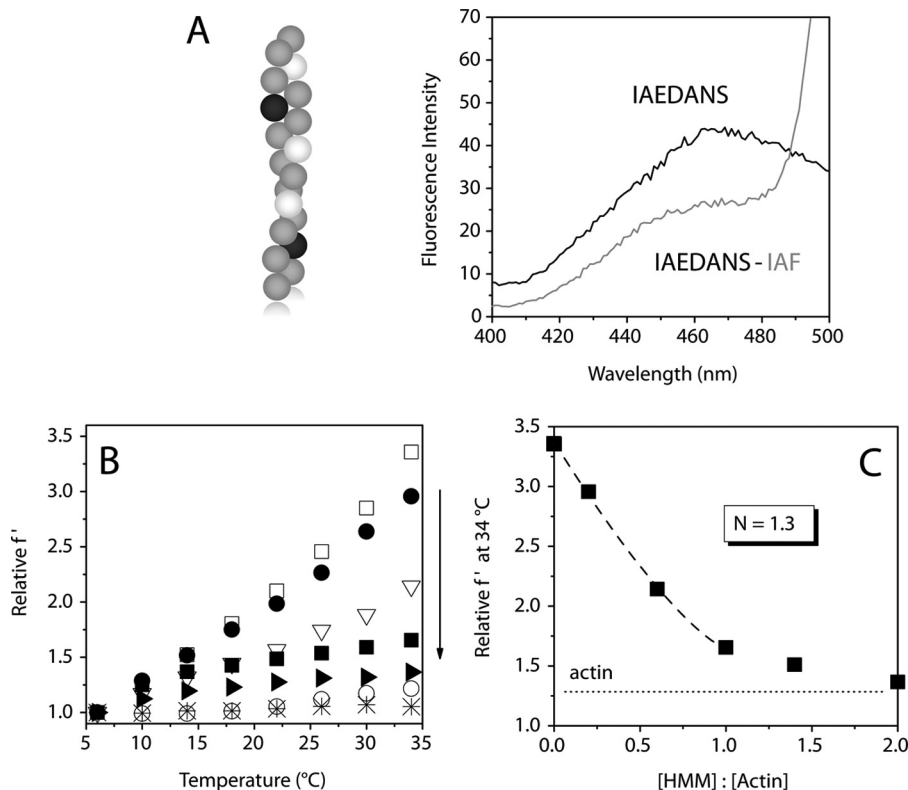 A
70
60
50
40
30
20
10
0
Fluorescence Intensity
IAEDANS
IAEDANS - IAF
400 420 440 460 480 500
Wavelength (nm)
B
3.5
3.0
2.5
2.0
1.5
1.0
Relative f'
5 10 15 20 25 30 35
Temperature (°C)
C
3.5
3.0
2.5
2.0
1.5
1.0
Relative f' at 34 °C
N = 1.3
actin
0.0 0.5 1.0 1.5 2.0
[HMM] : [Actin]